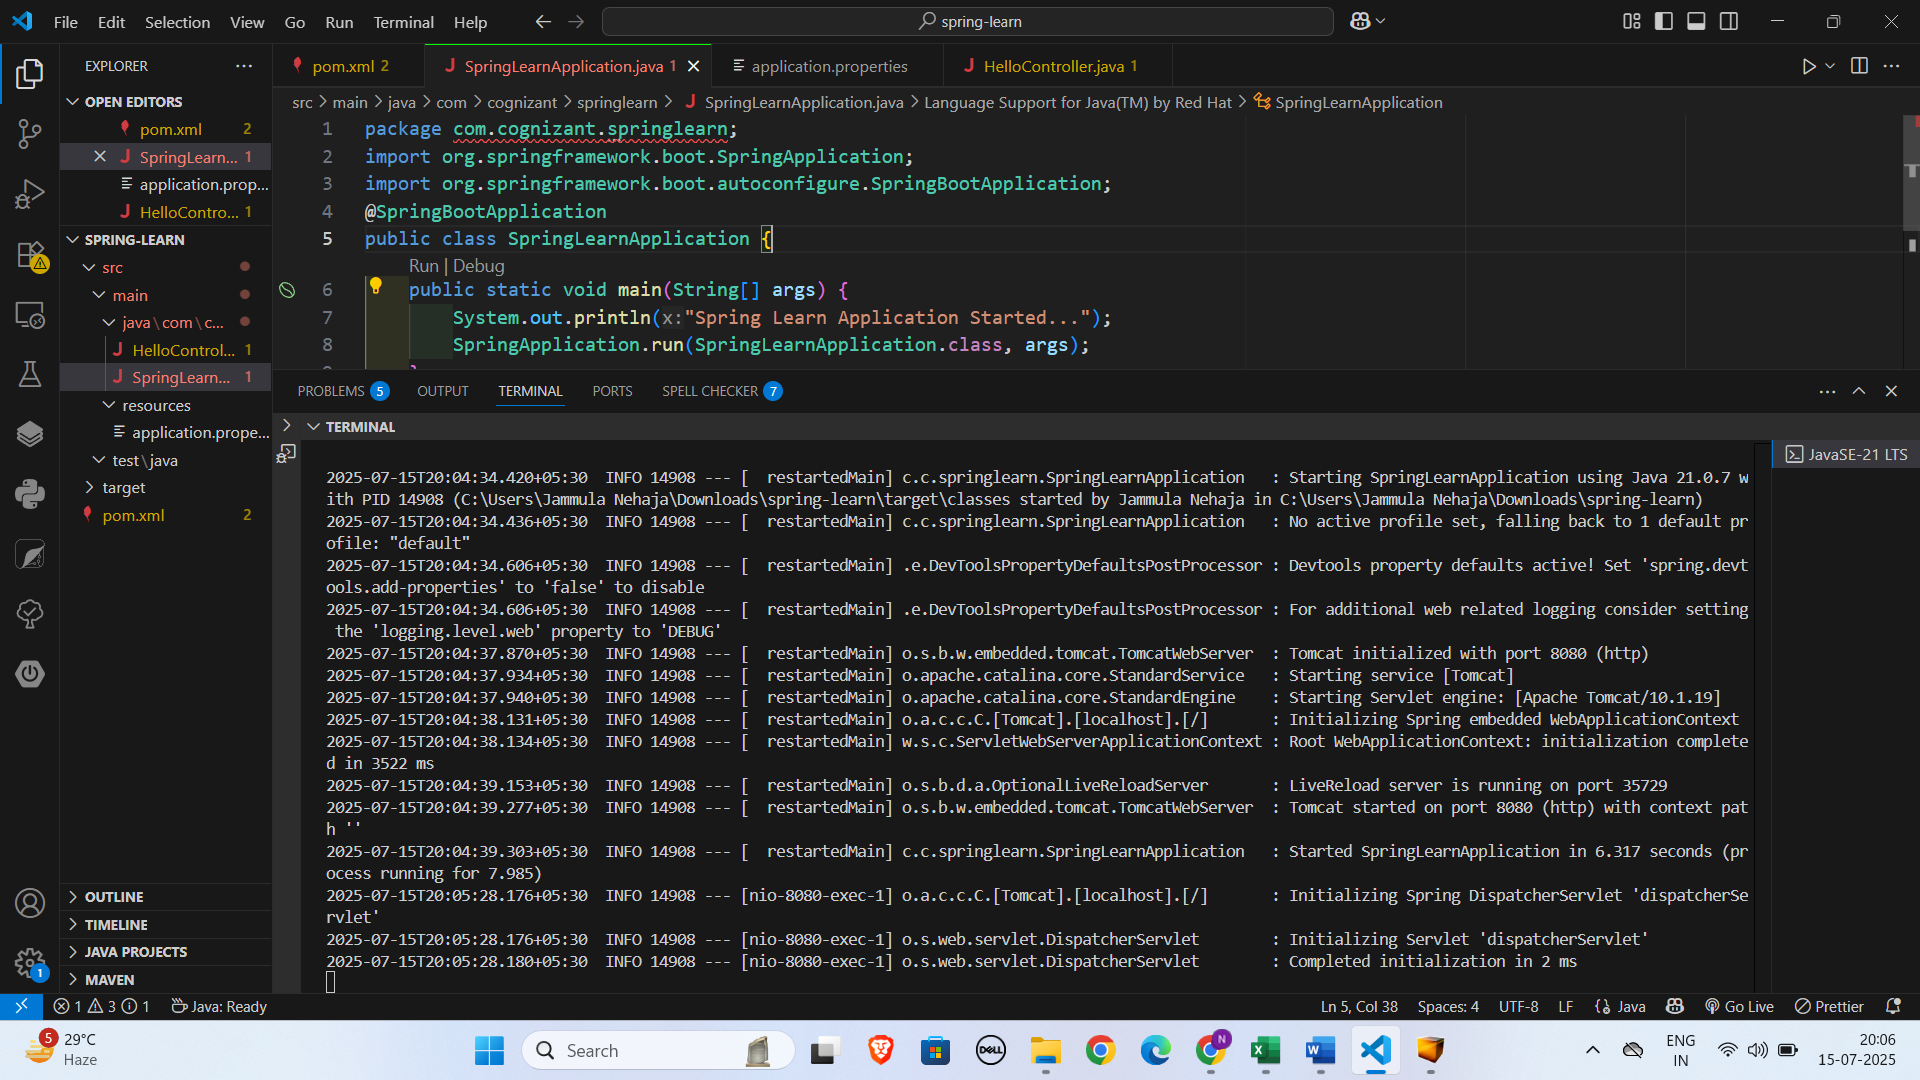 File Edit Selection View Go Run Terminal Help
spring-learn
EXPLORER
OPEN EDITORS
pom.xml 2
SpringLearn... 1
application.prop...
HelloContro... 1
SPRING-LEARN
src
main
java\com\c...
HelloControl... 1
SpringLearn... 1
resources
application.prope...
test\java
target
pom.xml 2
OUTLINE
TIMELINE
JAVA PROJECTS
MAVEN
pom.xml 2
SpringLearnApplication.java 1
application.properties
HelloController.java 1
src > main > java > com > cognizant > springlearn > SpringLearnApplication.java > Language Support for Java(TM) by Red Hat > SpringLearnApplication
1 package com.cognizant.springlearn;
2 import org.springframework.boot.SpringApplication;
3 import org.springframework.boot.autoconfigure.SpringBootApplication;
4 @SpringBootApplication
5 public class SpringLearnApplication {
Run | Debug
6 public static void main(String[] args) {
7 System.out.println(x:"Spring Learn Application Started...");
8 SpringApplication.run(SpringLearnApplication.class, args);
PROBLEMS 5 OUTPUT TERMINAL PORTS SPELL CHECKER 7
TERMINAL
JavaSE-21 LTS
2025-07-15T20:04:34.420+05:30  INFO 14908 --- [  restartedMain] c.c.springlearn.SpringLearnApplication   : Starting SpringLearnApplication using Java 21.0.7 w
ith PID 14908 (C:\Users\Jammula Nehaja\Downloads\spring-learn\target\classes started by Jammula Nehaja in C:\Users\Jammula Nehaja\Downloads\spring-learn)
2025-07-15T20:04:34.436+05:30  INFO 14908 --- [  restartedMain] c.c.springlearn.SpringLearnApplication   : No active profile set, falling back to 1 default pr
ofile: "default"
2025-07-15T20:04:34.606+05:30  INFO 14908 --- [  restartedMain] .e.DevToolsPropertyDefaultsPostProcessor : Devtools property defaults active! Set 'spring.devt
ools.add-properties' to 'false' to disable
2025-07-15T20:04:34.606+05:30  INFO 14908 --- [  restartedMain] .e.DevToolsPropertyDefaultsPostProcessor : For additional web related logging consider setting
 the 'logging.level.web' property to 'DEBUG'
2025-07-15T20:04:37.870+05:30  INFO 14908 --- [  restartedMain] o.s.b.w.embedded.tomcat.TomcatWebServer  : Tomcat initialized with port 8080 (http)
2025-07-15T20:04:37.934+05:30  INFO 14908 --- [  restartedMain] o.apache.catalina.core.StandardService   : Starting service [Tomcat]
2025-07-15T20:04:37.940+05:30  INFO 14908 --- [  restartedMain] o.apache.catalina.core.StandardEngine    : Starting Servlet engine: [Apache Tomcat/10.1.19]
2025-07-15T20:04:38.131+05:30  INFO 14908 --- [  restartedMain] o.a.c.c.C.[Tomcat].[localhost].[/]       : Initializing Spring embedded WebApplicationContext
2025-07-15T20:04:38.134+05:30  INFO 14908 --- [  restartedMain] w.s.c.ServletWebServerApplicationContext : Root WebApplicationContext: initialization complete
d in 3522 ms
2025-07-15T20:04:39.153+05:30  INFO 14908 --- [  restartedMain] o.s.b.d.a.OptionalLiveReloadServer       : LiveReload server is running on port 35729
2025-07-15T20:04:39.277+05:30  INFO 14908 --- [  restartedMain] o.s.b.w.embedded.tomcat.TomcatWebServer  : Tomcat started on port 8080 (http) with context pat
h ''
2025-07-15T20:04:39.303+05:30  INFO 14908 --- [  restartedMain] c.c.springlearn.SpringLearnApplication   : Started SpringLearnApplication in 6.317 seconds (pr
ocess running for 7.985)
2025-07-15T20:05:28.176+05:30  INFO 14908 --- [nio-8080-exec-1] o.a.c.c.C.[Tomcat].[localhost].[/]       : Initializing Spring DispatcherServlet 'dispatcherSe
rvlet'
2025-07-15T20:05:28.176+05:30  INFO 14908 --- [nio-8080-exec-1] o.s.web.servlet.DispatcherServlet        : Initializing Servlet 'dispatcherServlet'
2025-07-15T20:05:28.180+05:30  INFO 14908 --- [nio-8080-exec-1] o.s.web.servlet.DispatcherServlet        : Completed initialization in 2 ms
1
1 3 1 Java: Ready Ln 5, Col 38 Spaces: 4 UTF-8 LF {} Java Go Live Prettier
5 29°C
Haze
Search
DELL
N
X
W
ENG
IN
20:06
15-07-2025